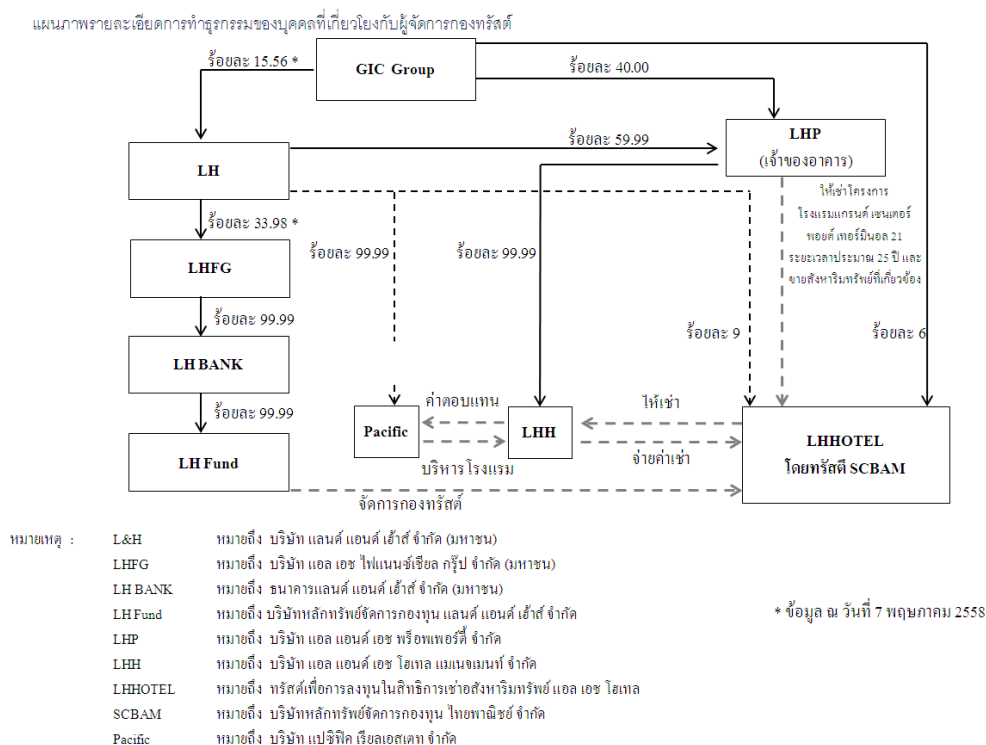 แผนภาพรายละเอียดการทำธุรกรรมของบุคคลที่เกี่ยวโยงกับผู้จัดการกองทรัสต์
ร้อยละ 15.56 *
GIC Group
ร้อยละ 40.00
LH
ร้อยละ 59.99
LHP
(เจ้าของอาคาร)
ร้อยละ 33.98 *
ร้อยละ 99.99
ร้อยละ 99.99
ให้เช่าโครงการ
โรงแรมแกรนด์ เซนเตอร์
พอยต์ เทอร์มินอล 21
ระยะเวลาประมาณ 25 ปี และ
ขายสังหาริมทรัพย์ที่เกี่ยวข้อง
LHFG
ร้อยละ 99.99
ร้อยละ 9
ร้อยละ 6
LH BANK
ร้อยละ 99.99
ค่าตอบแทน
ให้เช่า
Pacific
LHH
LHHOTEL
โดยทรัสตี SCBAM
บริหารโรงแรม
จ่ายค่าเช่า
LH Fund
จัดการกองทรัสต์
หมายเหตุ :
L&H หมายถึง บริษัท แลนด์ แอนด์ เฮ้าส์ จำกัด (มหาชน)
LHFG หมายถึง บริษัท แอล เอช ไฟแนนซ์เชียล กรุ๊ป จำกัด (มหาชน)
LH BANK หมายถึง ธนาคารแลนด์ แอนด์ เฮ้าส์ จำกัด (มหาชน)
LH Fund หมายถึง บริษัทหลักทรัพย์จัดการกองทุน แลนด์ แอนด์ เฮ้าส์ จำกัด
* ข้อมูล ณ วันที่ 7 พฤษภาคม 2558
LHP หมายถึง บริษัท แอล แอนด์ เอช พร็อพเพอร์ตี้ จำกัด
LHH หมายถึง บริษัท แอล แอนด์ เอช โฮเทล แมเนจเมนท์ จำกัด
LHHOTEL หมายถึง ทรัสต์เพื่อการลงทุนในสิทธิการเช่าอสังหาริมทรัพย์ แอล เอช โฮเทล
SCBAM หมายถึง บริษัทหลักทรัพย์จัดการกองทุน ไทยพาณิชย์ จำกัด
Pacific หมายถึง บริษัท แปซิฟิค เรียลเอสเตท จำกัด